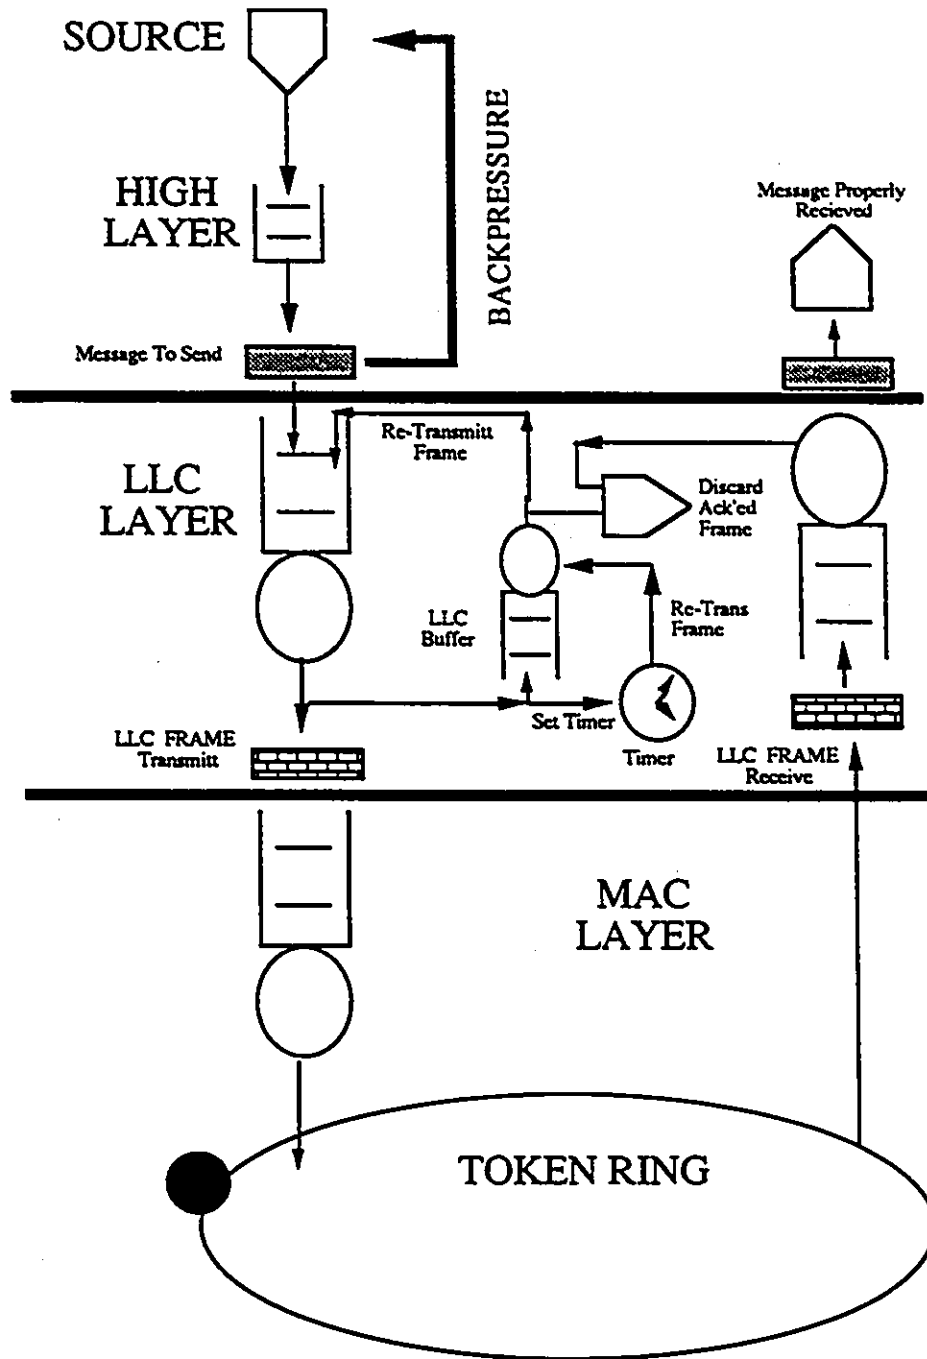 SOURCE
BACKPRESSURE
HIGH
LAYER
Message Properly
Recieved
Message To Send
Re-Transmitt
Frame
LLC
LAYER
Discard
Ack'ed
Frame
LLC
Buffer
Re-Trans
Frame
Set Timer
Timer
LLC FRAME
Transmitt
LLC FRAME
Receive
MAC
LAYER
TOKEN RING